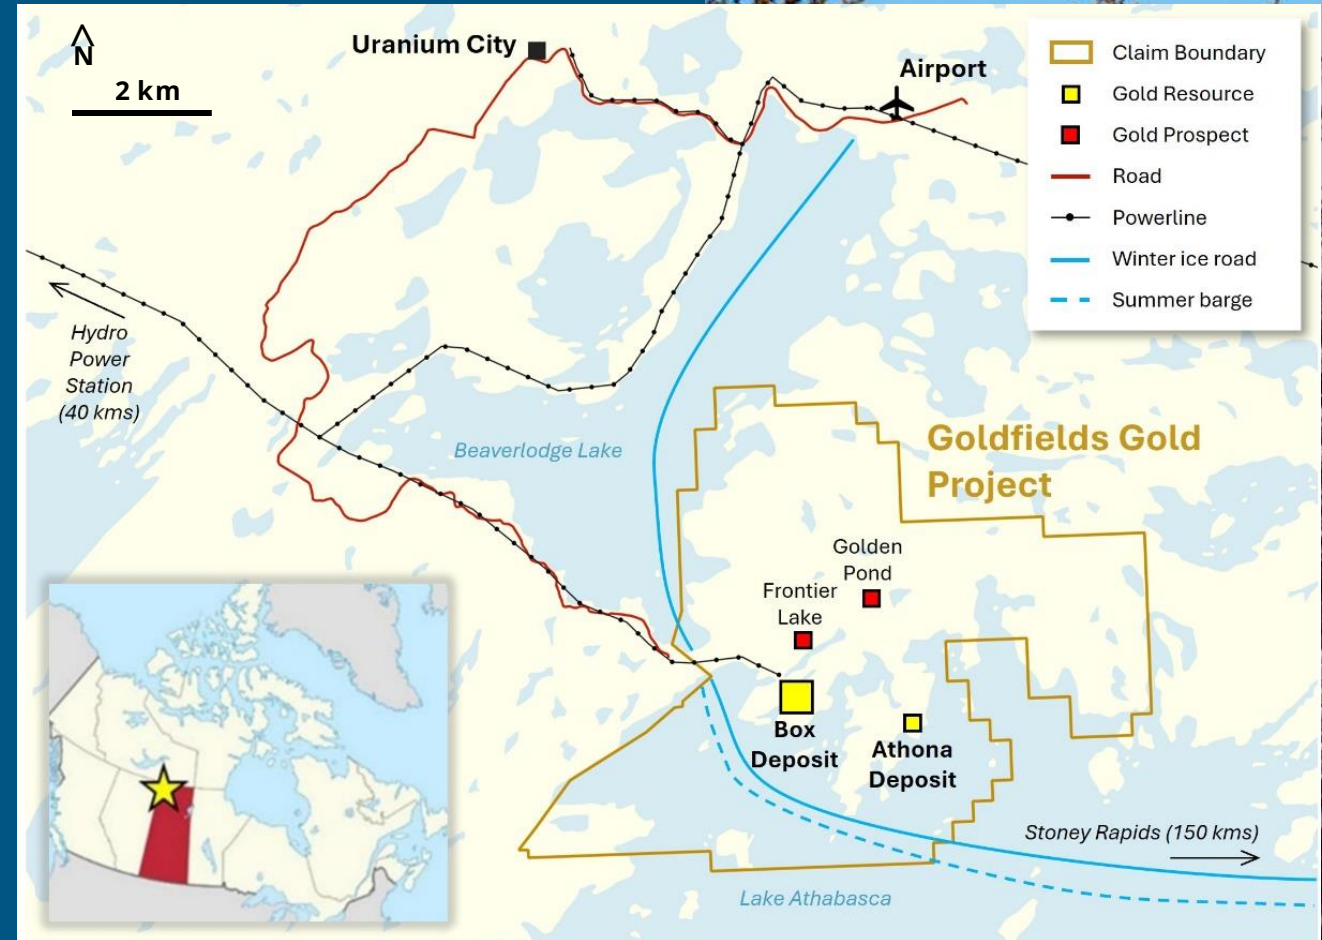 N
2 km
Uranium City
Airport
Claim Boundary
Gold Resource
Gold Prospect
Road
Powerline
Winter ice road
Summer barge
Hydro
Power
Station
(40 kms)
Beaverlodge Lake
Goldfields Gold
Project
Golden
Pond
Frontier
Lake
Box
Deposit
Athona
Deposit
Stoney Rapids (150 kms)
Lake Athabasca